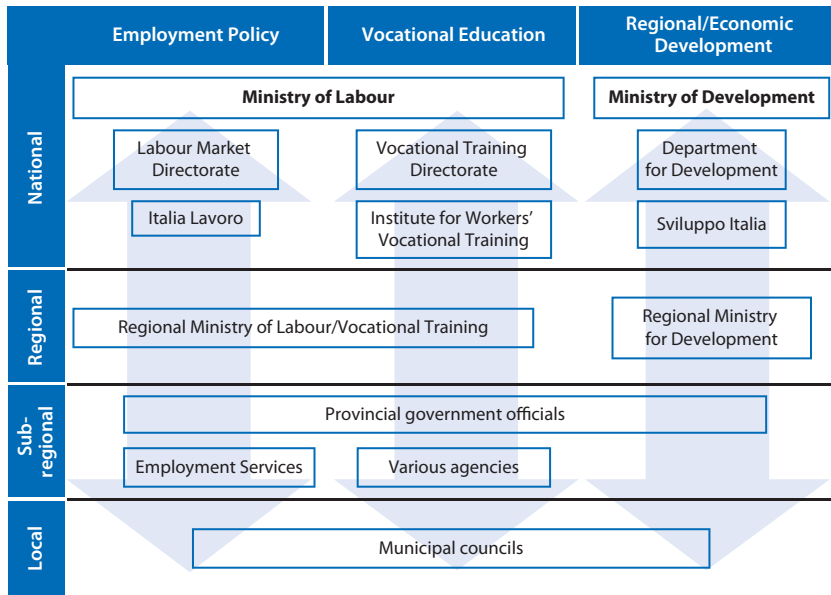 Employment Policy
Vocational Education
Regional/Economic
Development
National
Ministry of Labour
Ministry of Development
Labour Market
Directorate
Vocational Training
Directorate
Department
for Development
Italia Lavoro
Institute for Workers’
Vocational Training
Sviluppo Italia
Regional
Regional Ministry of Labour/Vocational Training
Regional Ministry
for Development
Sub-
regional
Provincial government officials
Employment Services
Various agencies
Local
Municipal councils